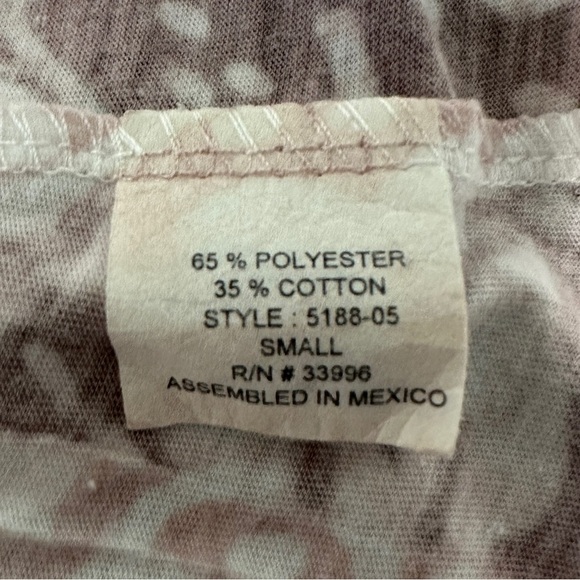 65 % POLYESTER
35 % COTTON
STYLE : 5188-05
SMALL
R/N # 33996
ASSEMBLED IN MEXICO